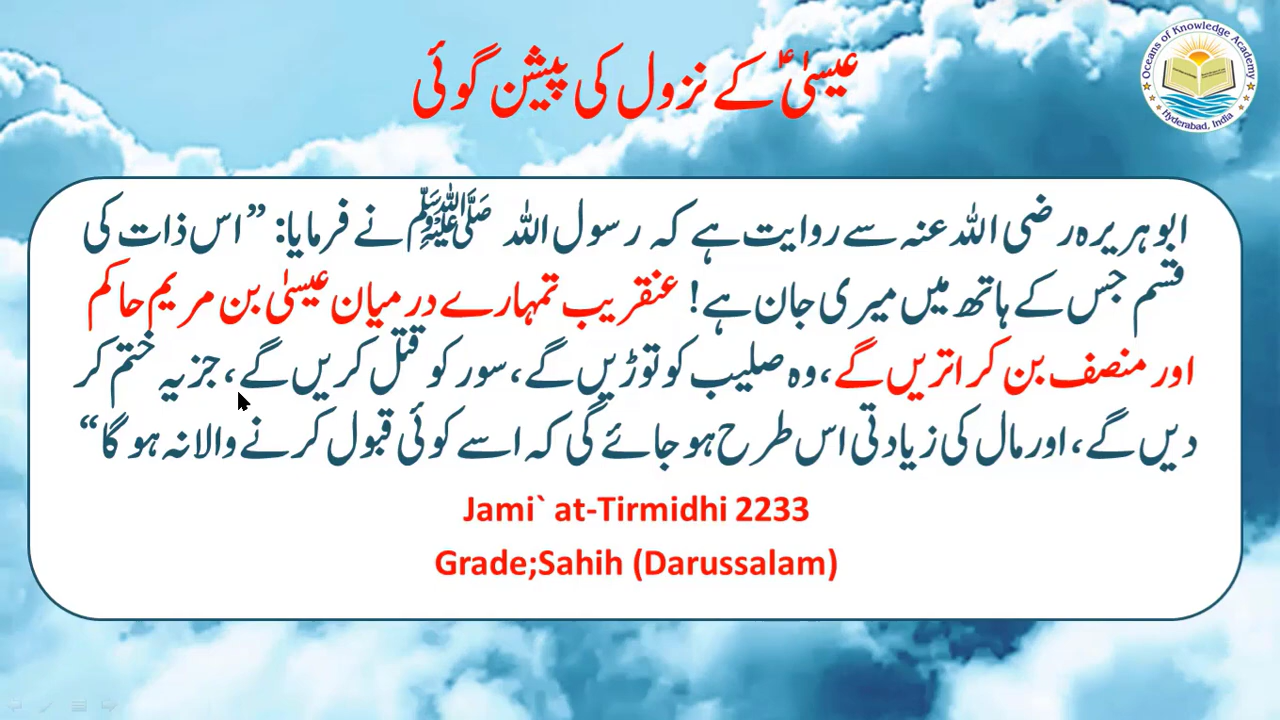 عیسیٰؑ کے نزول کی پیشن گوئی
Oceans of Knowledge Academy
Hyderabad, India
ابوہریرہ رضی اللہ عنہ سے روایت ہے کہ رسول اللہ ﷺ نے فرمایا: ”اس ذات کی
قسم جس کے ہاتھ میں میری جان ہے! عنقریب تمہارے درمیان عیسیٰ بن مریم حاکم
اور منصف بن کر اتریں گے، وہ صلیب کو توڑیں گے، سور کو قتل کریں گے، جزیہ ختم کر
دیں گے، اور مال کی زیادتی اس طرح ہو جائے گی کہ اسے کوئی قبول کرنے والا نہ ہو گا“
Jami` at-Tirmidhi 2233
Grade;Sahih (Darussalam)